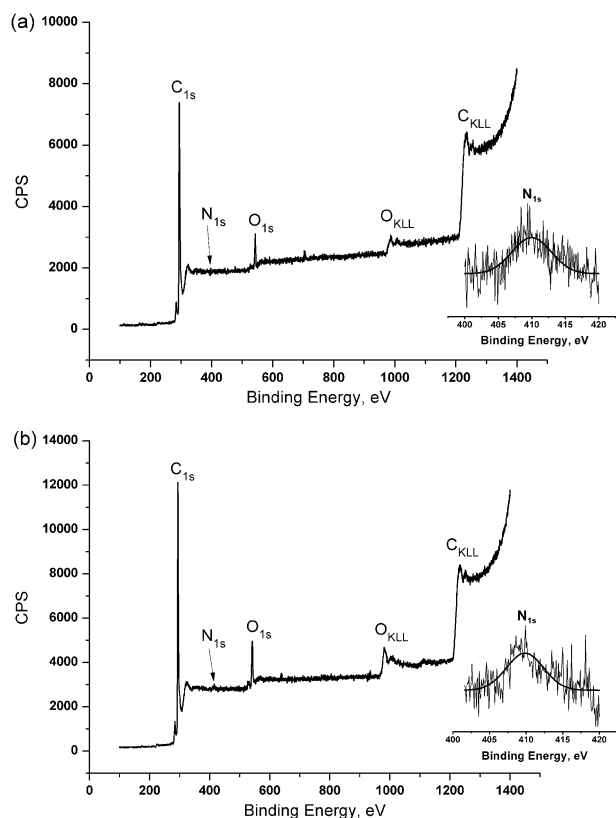 (a)
10000
8000
6000
4000
2000
0
CPS
C1s
N1s
O1s
OKLL
CKLL
0 200 400 600 800 1000 1200 1400
Binding Energy, eV
N1s
400 405 410 415 420
Binding Energy, eV
(b)
14000
12000
10000
8000
6000
4000
2000
0
CPS
C1s
N1s
O1s
OKLL
CKLL
0 200 400 600 800 1000 1200 1400
Binding Energy, eV
N1s
400 405 410 415 420
Binding Energy, eV